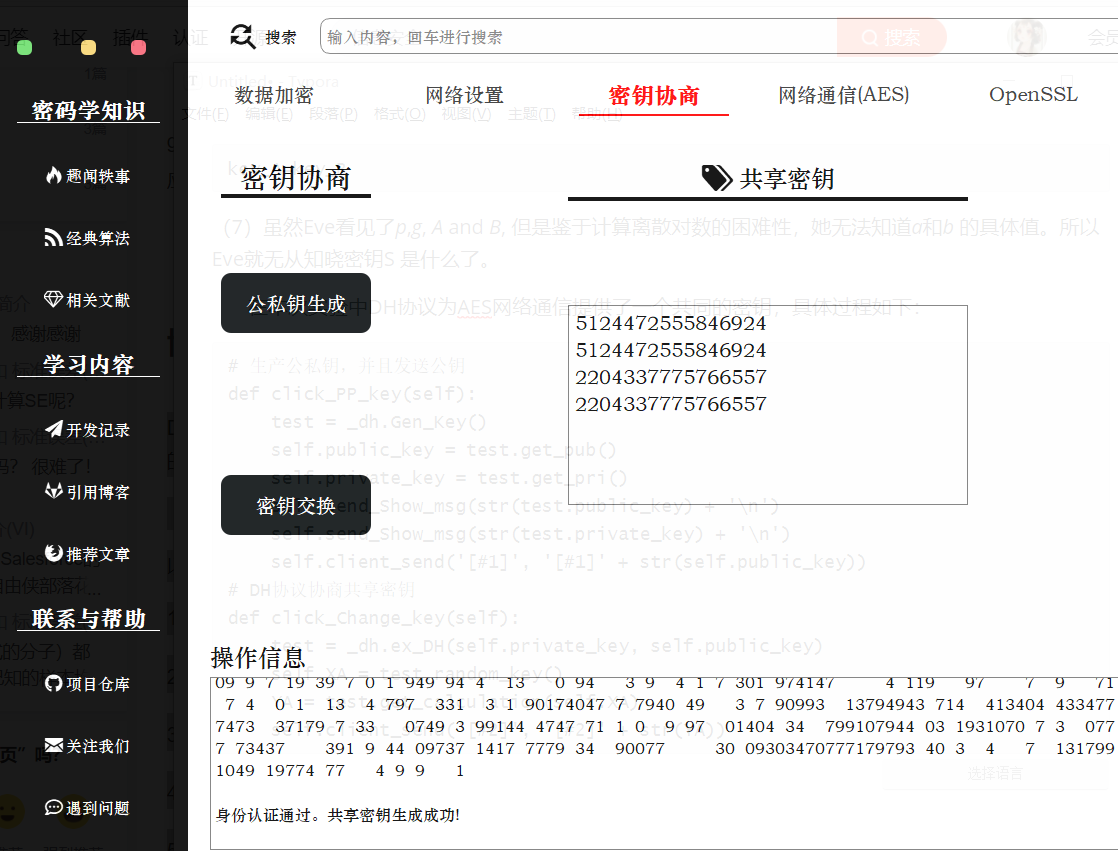 搜索
输入内容，回车进行搜索
搜索
数据加密
网络设置
密钥协商
网络通信(AES)
OpenSSL
密码学知识
趣闻轶事
经典算法
相关文献
学习内容
开发记录
引用博客
推荐文章
联系与帮助
项目仓库
关注我们
遇到问题
密钥协商
共享密钥
（7）虽然Eve看见了p,g, A and B, 但是鉴于计算离散对数的困难性，她无法知道a和b 的具体值。所以
Eve就无从知晓密钥S 是什么了。
公私钥生成
中DH协议为AES网络通信提供了一个共同的密钥，具体过程如下：
5124472555846924
5124472555846924
2204337775766557
2204337775766557
# 生产公私钥，并且发送公钥
def click_PP_key(self):
test = _dh.Gen_Key()
self.public_key = test.get_pub()
self.private_key = test.get_pri()
密钥交换
self.send_Show_msg(str(test.public_key) + '\n')
self.send_Show_msg(str(test.private_key) + '\n')
self.client_send('[#1]', '[#1]' + str(self.public_key))
# DH协议协商共享密钥
def click_Change_key(self):
test = _dh.ex_DH(self.private_key, self.public_key)
操作信息
09 9 7 19 39 7 0 1 949 94 4 13 0 94 3 9 4 1 7 301 974147 4 119 97 7 9 71
7 4 0 1 13 4 797 331 3 1 90174047 7 7940 49 3 7 90993 13794943 714 413404 433477
7473 37179 7 33 0749 3 99144 4747 71 1 0 9 97 01404 34 799107944 03 1931070 7 3 077
7 73437 391 9 44 09737 1417 7779 34 90077 30 09303470777179793 40 3 4 7 131799
1049 19774 77 4 9 9 1
身份认证通过。共享密钥生成成功!
选择语言